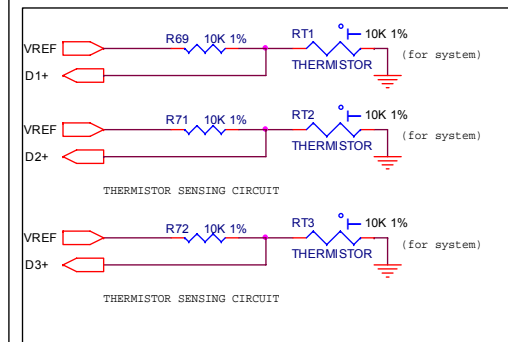 R69 10K 1% RT1 10K 1%
VREF (for system)
D1+ THERMISTOR
R71 10K 1% RT2 10K 1%
VREF (for system)
D2+ THERMISTOR
THERMISTOR SENSING CIRCUIT
R72 10K 1% RT3 10K 1%
VREF (for system)
D3+ THERMISTOR
THERMISTOR SENSING CIRCUIT